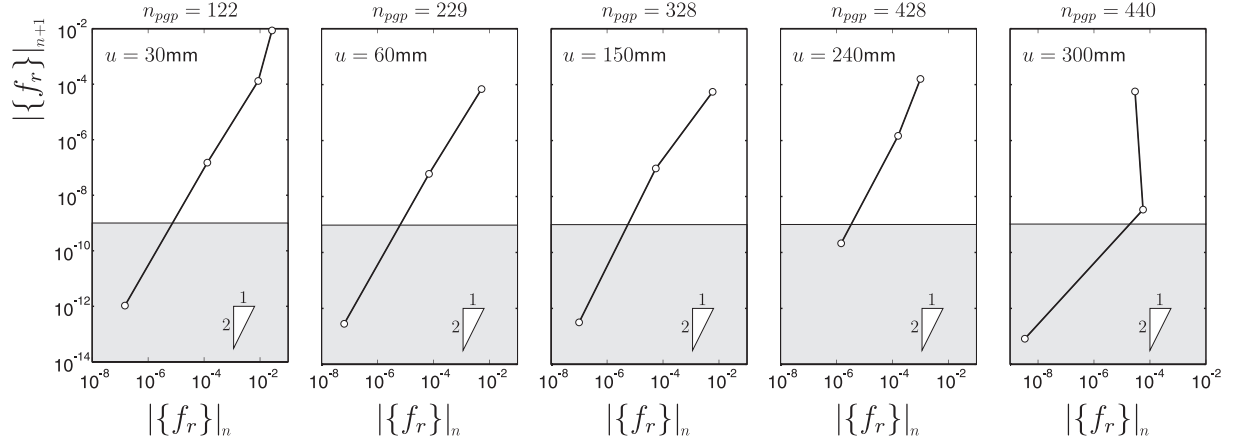 n_{pgp} = 122
n_{pgp} = 229
n_{pgp} = 328
n_{pgp} = 428
n_{pgp} = 440
|{f_r}|_{n+1}
10^{-2}
10^{-4}
10^{-6}
10^{-8}
10^{-10}
10^{-12}
10^{-14}
u = 30mm
u = 60mm
u = 150mm
u = 240mm
u = 300mm
1
2
1
2
1
2
1
2
1
2
10^{-8} 10^{-6} 10^{-4} 10^{-2}
10^{-8} 10^{-6} 10^{-4} 10^{-2}
10^{-8} 10^{-6} 10^{-4} 10^{-2}
10^{-8} 10^{-6} 10^{-4} 10^{-2}
10^{-8} 10^{-6} 10^{-4} 10^{-2}
|{f_r}|_n
|{f_r}|_n
|{f_r}|_n
|{f_r}|_n
|{f_r}|_n